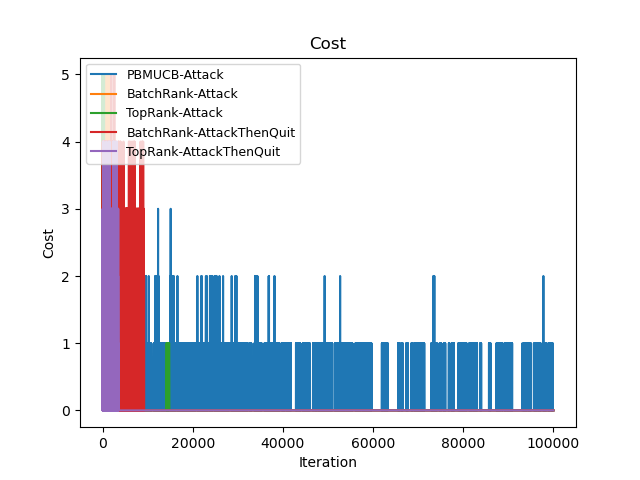 Cost
PBMUCB-Attack
BatchRank-Attack
TopRank-Attack
BatchRank-AttackThenQuit
TopRank-AttackThenQuit
5
4
3
2
1
0
Cost
0 20000 40000 60000 80000 100000
Iteration